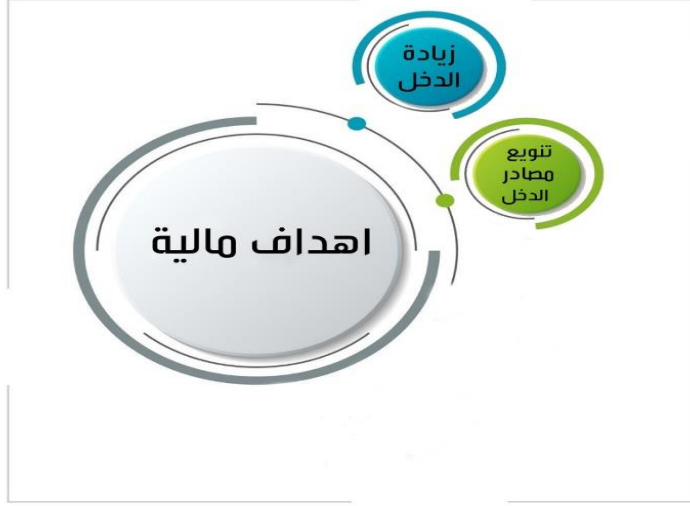 زيادة
الدخل
تنويع
مصادر
الدخل
اهداف مالية